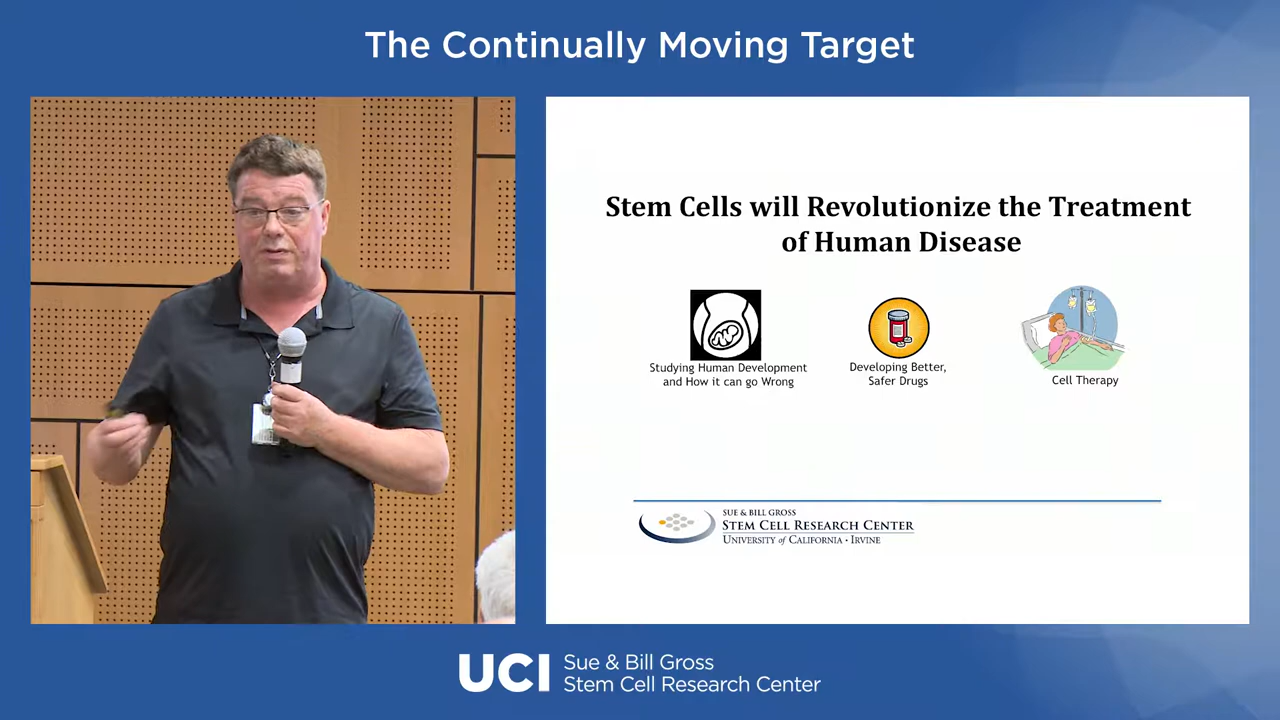 The Continually Moving Target
Stem Cells will Revolutionize the Treatment
of Human Disease
Studying Human Development
and How it can go Wrong
Developing Better,
Safer Drugs
Cell Therapy
SUE & BILL GROSS
STEM CELL RESEARCH CENTER
UNIVERSITY of CALIFORNIA • IRVINE
UCI
Sue & Bill Gross
Stem Cell Research Center